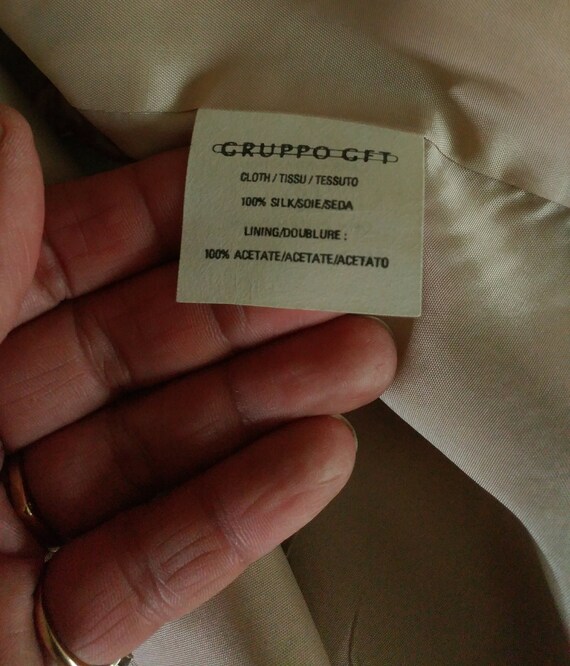 GRUPPO GFT
CLOTH / TISSU / TESSUTO
100% SILK/SOIE/SEDA
LINING/DOUBLURE :
100% ACETATE/ACETATE/ACETATO